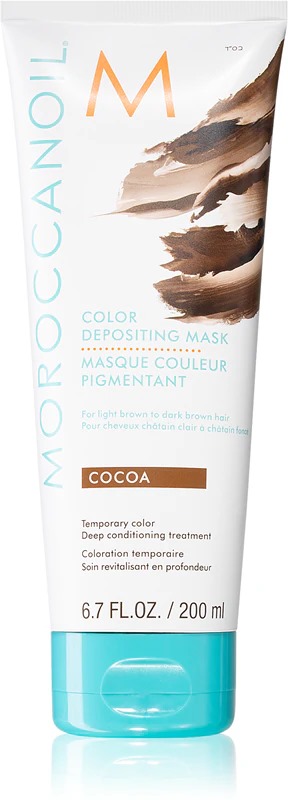 M
MOROCCANOIL®
COLOR
DEPOSITING MASK
MASQUE COULEUR
PIGMENTANT
For light brown to dark brown hair
Pour cheveux châtain clair à châtain foncé
COCOA
Temporary color
Deep conditioning treatment
Coloration temporaire
Soin revitalisant en profondeur
6.7 FL.OZ. / 200 ml